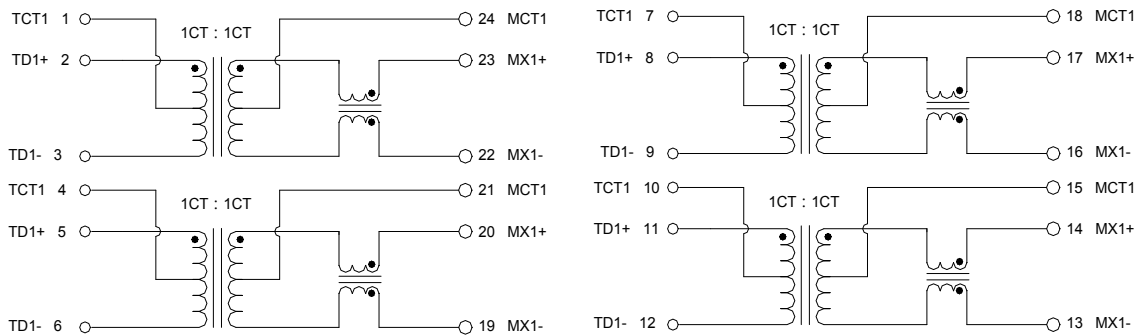 TCT1 1
1CT : 1CT
24 MCT1
TD1+ 2
23 MX1+
TD1- 3
22 MX1-
TCT1 4
1CT : 1CT
21 MCT1
TD1+ 5
20 MX1+
TD1- 6
19 MX1-
TCT1 7
1CT : 1CT
18 MCT1
TD1+ 8
17 MX1+
TD1- 9
16 MX1-
TCT1 10
1CT : 1CT
15 MCT1
TD1+ 11
14 MX1+
TD1- 12
13 MX1-